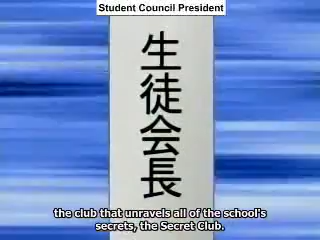 Student Council President
生徒会長
the club that unravels all of the school's
secrets, the Secret Club.